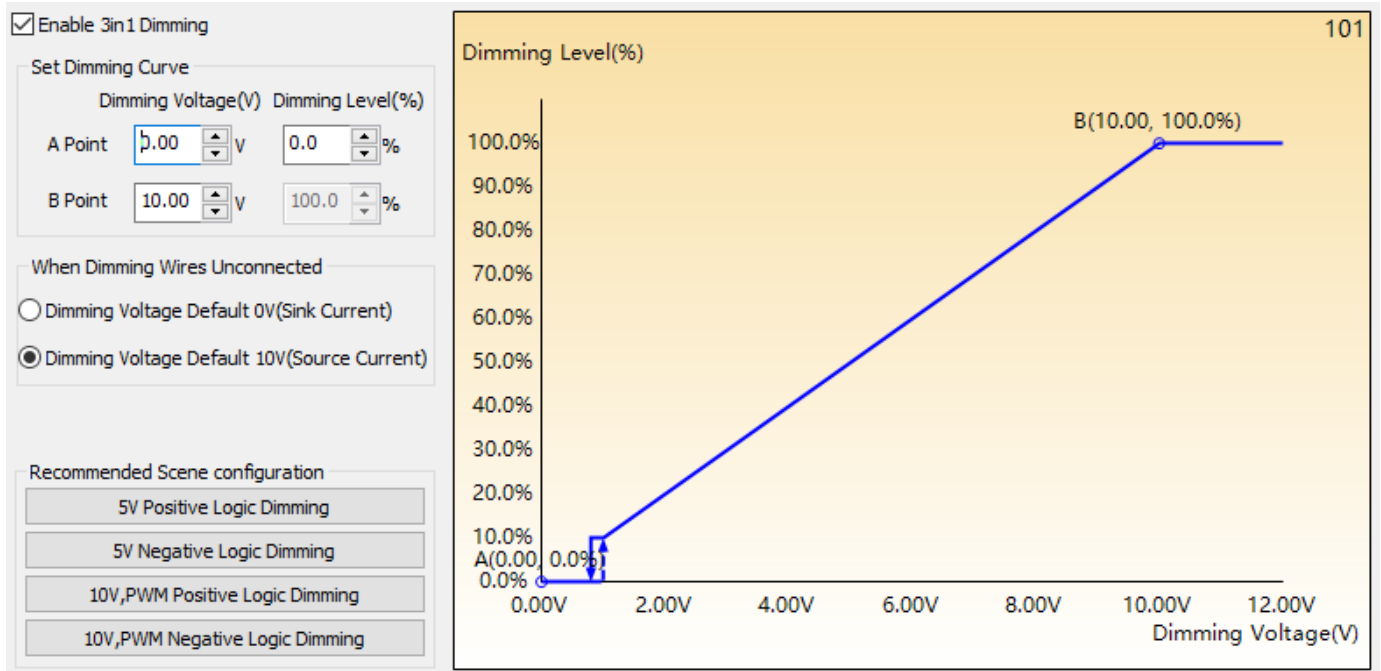 Enable 3in1 Dimming
Set Dimming Curve
Dimming Voltage(V) Dimming Level(%)
A Point 0.00 V 0.0 %
B Point 10.00 V 100.0 %
When Dimming Wires Unconnected
Dimming Voltage Default 0V(Sink Current)
Dimming Voltage Default 10V(Source Current)
Recommended Scene configuration
5V Positive Logic Dimming
5V Negative Logic Dimming
10V,PWM Positive Logic Dimming
10V,PWM Negative Logic Dimming
101
Dimming Level(%)
B(10.00, 100.0%)
100.0%
90.0%
80.0%
70.0%
60.0%
50.0%
40.0%
30.0%
20.0%
10.0%
A(0.00, 0.0%)
0.0%
0.00V 2.00V 4.00V 6.00V 8.00V 10.00V 12.00V
Dimming Voltage(V)